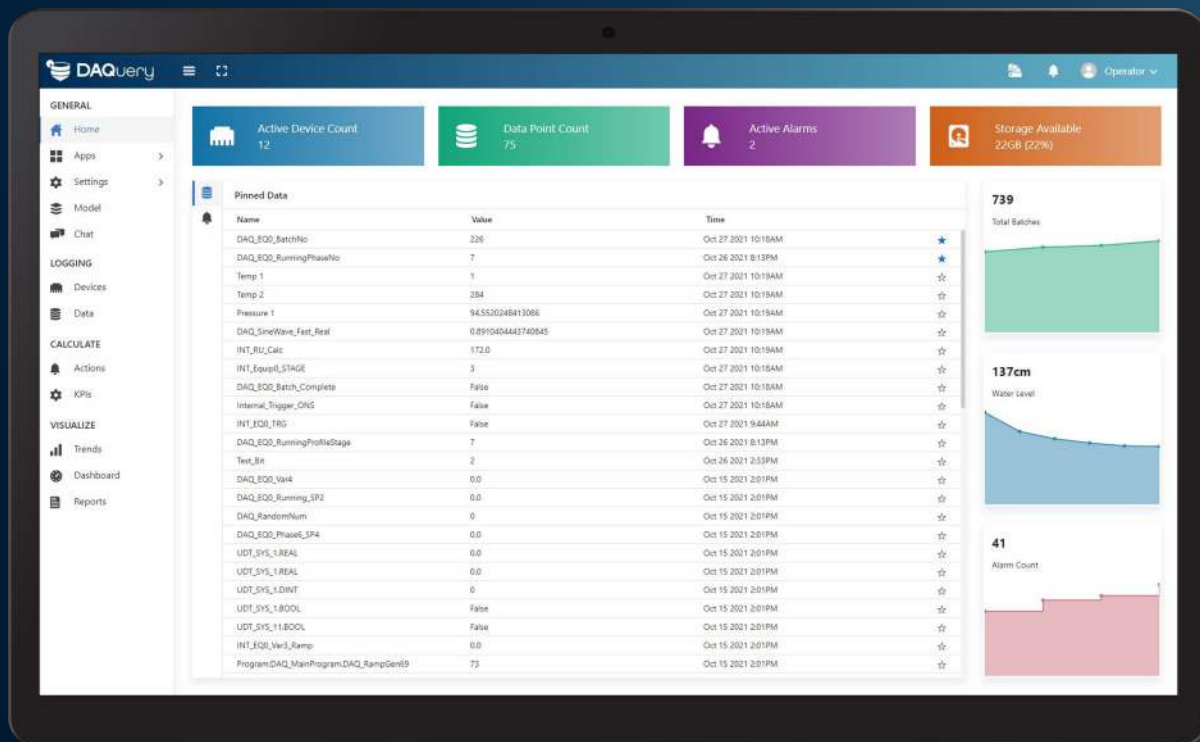 DAQuery
Operator
GENERAL
Home
Apps
Settings
Model
Chat
LOGGING
Devices
Data
CALCULATE
Actions
KPIs
VISUALIZE
Trends
Dashboard
Reports
Active Device Count
12
Data Point Count
75
Active Alarms
2
Storage Available
22GB (22%)
Pinned Data
Name Value Time
DAQ_EQ0_BatchNo 226 Oct 27 2021 10:18AM
DAQ_EQ0_RunningPhaseNo 7 Oct 26 2021 8:13PM
Temp 1 1 Oct 27 2021 10:19AM
Temp 2 284 Oct 27 2021 10:19AM
Pressure 1 94.5520248413086 Oct 27 2021 10:19AM
DAQ_SineWave_Fast_Real 0.8910404443740845 Oct 27 2021 10:19AM
INT_RU_Calc 172.0 Oct 27 2021 10:19AM
INT_Equip0_STAGE 3 Oct 27 2021 10:18AM
DAQ_EQ0_Batch_Complete False Oct 27 2021 10:18AM
Internal_Trigger_ONS False Oct 27 2021 10:18AM
INT_EQ0_TRG False Oct 27 2021 9:44AM
DAQ_EQ0_RunningProfileStage 7 Oct 26 2021 8:13PM
Test_Bit 2 Oct 26 2021 2:33PM
DAQ_EQ0_Var4 0.0 Oct 15 2021 2:01PM
DAQ_EQ0_Running_SP2 0.0 Oct 15 2021 2:01PM
DAQ_RandomNum 0 Oct 15 2021 2:01PM
DAQ_EQ0_Phase6_SP4 0.0 Oct 15 2021 2:01PM
UDT_SYS_1.REAL 0.0 Oct 15 2021 2:01PM
UDT_SYS_1.REAL 0.0 Oct 15 2021 2:01PM
UDT_SYS_1.DINT 0 Oct 15 2021 2:01PM
UDT_SYS_1.BOOL False Oct 15 2021 2:01PM
UDT_SYS_11.BOOL False Oct 15 2021 2:01PM
INT_EQ0_Var3_Ramp 0.0 Oct 15 2021 2:01PM
Program:DAQ_MainProgram.DAQ_RampGen69 73 Oct 15 2021 2:01PM
739
Total Batches
137cm
Water Level
41
Alarm Count